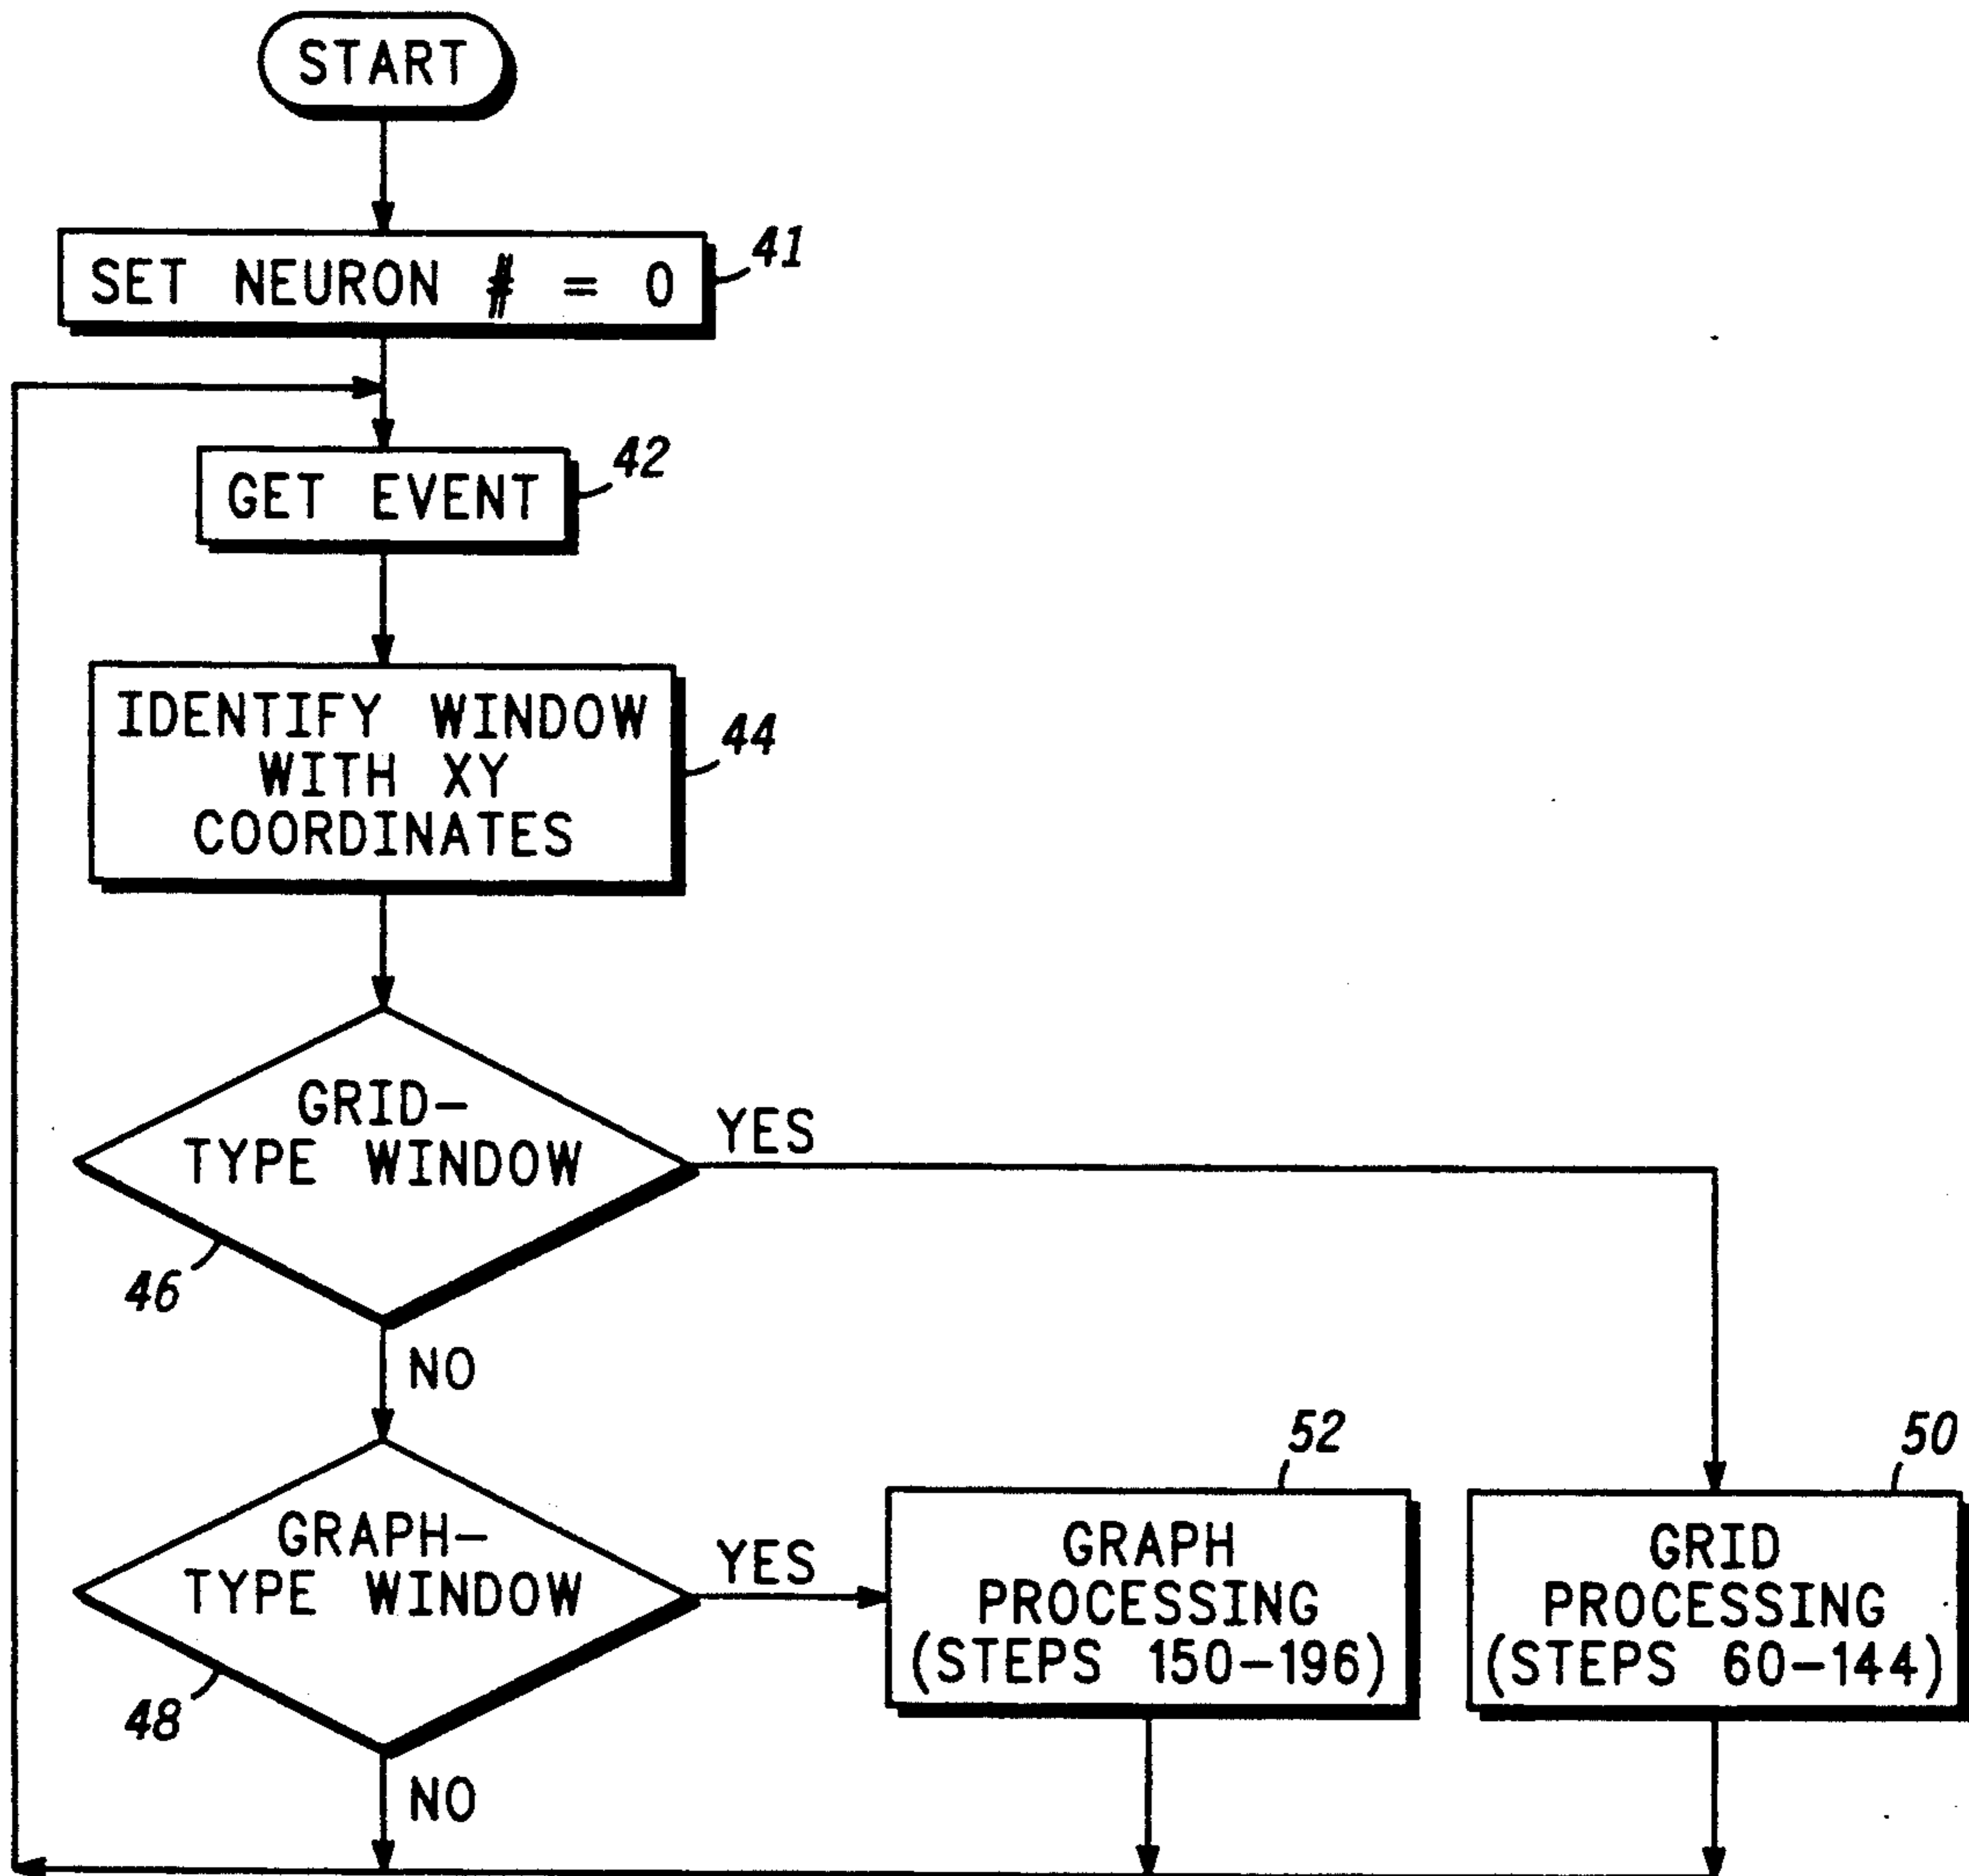 START
SET NEURON # = 0
41
GET EVENT
42
IDENTIFY WINDOW
WITH XY
COORDINATES
44
GRID-
TYPE WINDOW
YES
46
NO
GRAPH-
TYPE WINDOW
YES
48
NO
52
GRAPH
PROCESSING
(STEPS 150-196)
50
GRID
PROCESSING
(STEPS 60-144)